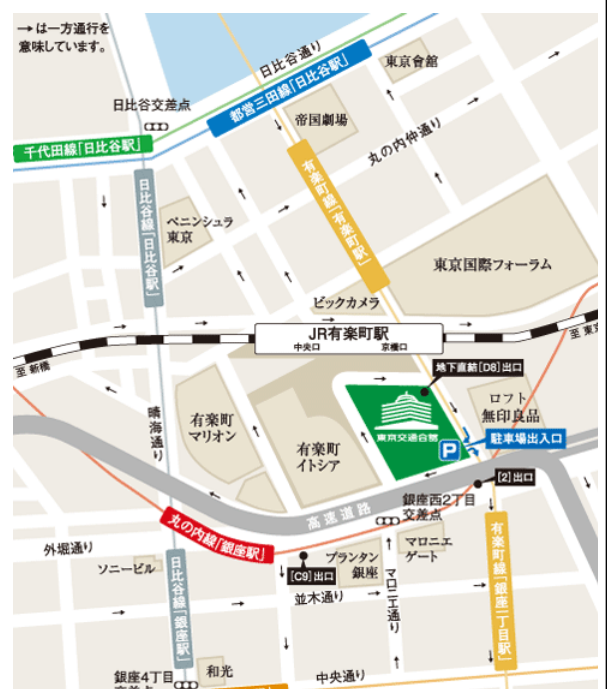 →は一方通行を
意味しています。
日比谷通り
東京會舘
日比谷交差点
都営三田線「日比谷駅」
帝国劇場
千代田線「日比谷駅」
丸の内仲通り
日比谷線「日比谷駅」
有楽町線「有楽町駅」
ペニンシュラ
東京
東京国際フォーラム
ビックカメラ
JR有楽町駅
中央口
京橋口
至 新橋
至 東
地下直結[D8]出口
晴海通り
有楽町
マリオン
有楽町
イトシア
東京交通会館
ロフト
無印良品
P
駐車場出入口
[2]出口
高速道路
銀座西2丁目
交差点
丸の内線「銀座駅」
外堀通り
ソニービル
[C9]出口
プランタン
銀座
マロニエ
ゲート
マロニエ通り
有楽町線「銀座一丁目駅」
日比谷線「銀座駅」
並木通り
和光
中央通り
銀座4丁目
交差点